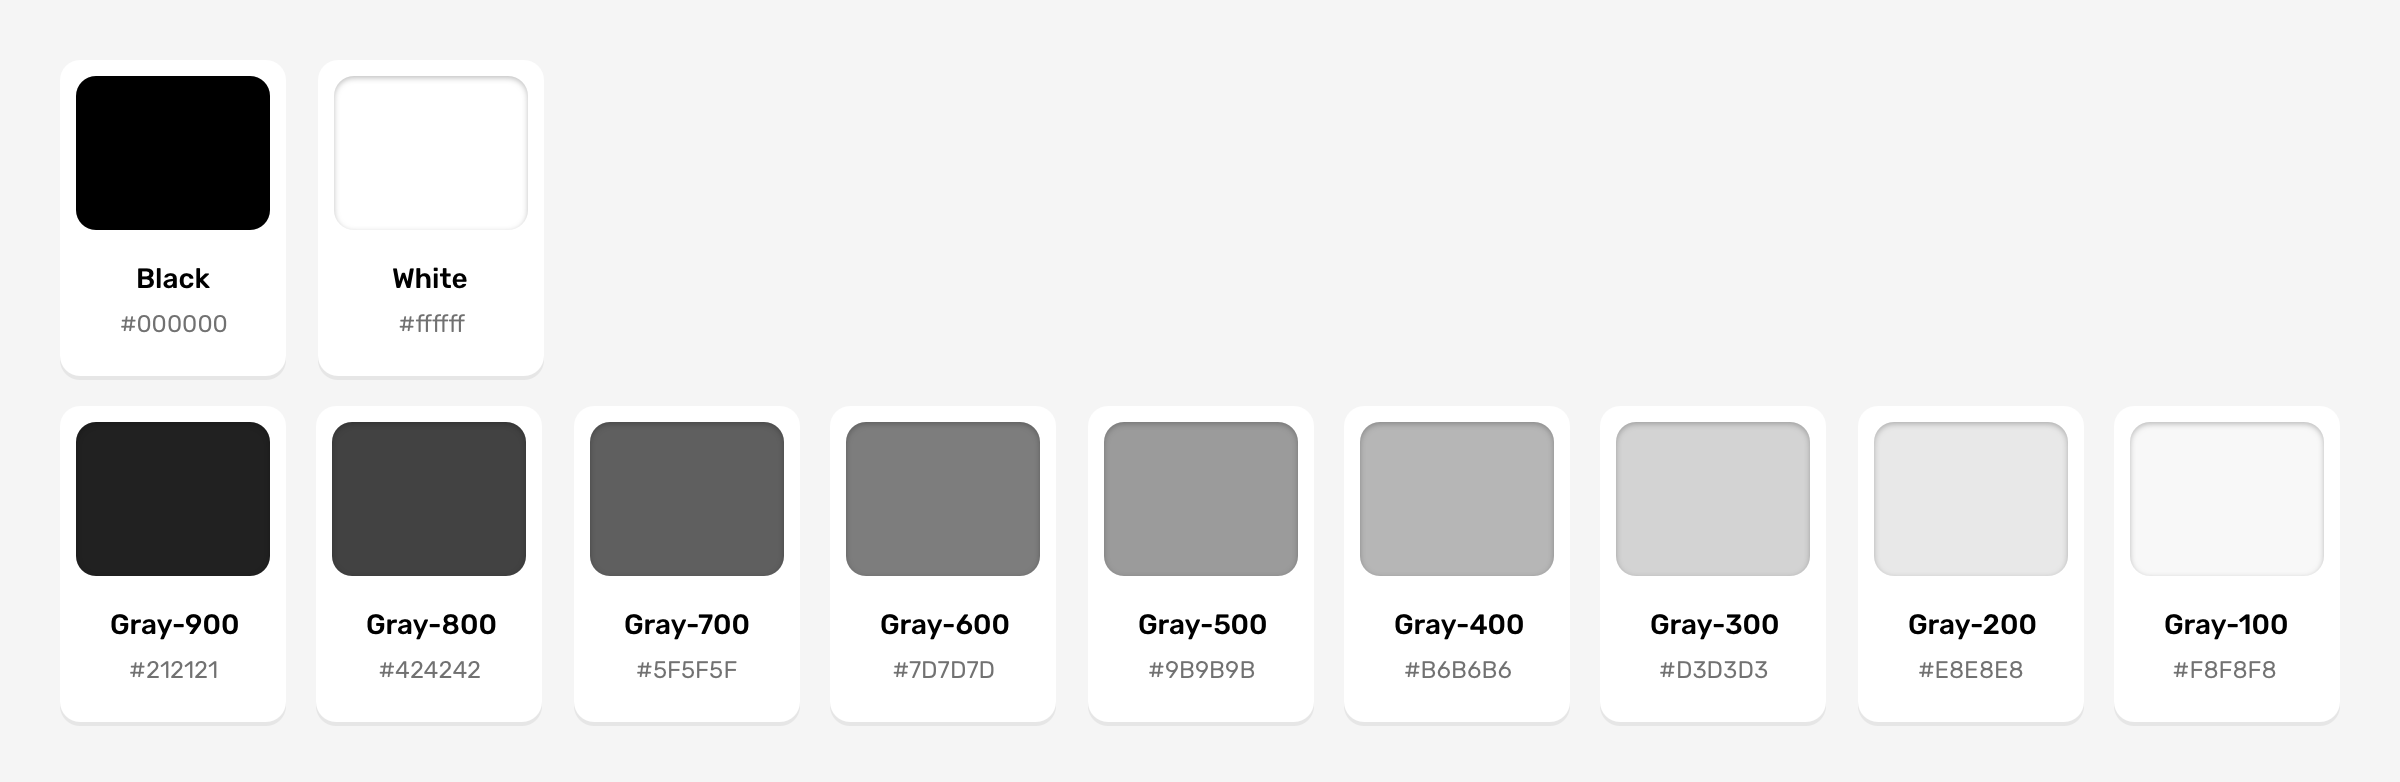 Black
#000000
White
#ffffff
Gray-900
#212121
Gray-800
#424242
Gray-700
#5F5F5F
Gray-600
#7D7D7D
Gray-500
#9B9B9B
Gray-400
#B6B6B6
Gray-300
#D3D3D3
Gray-200
#E8E8E8
Gray-100
#F8F8F8